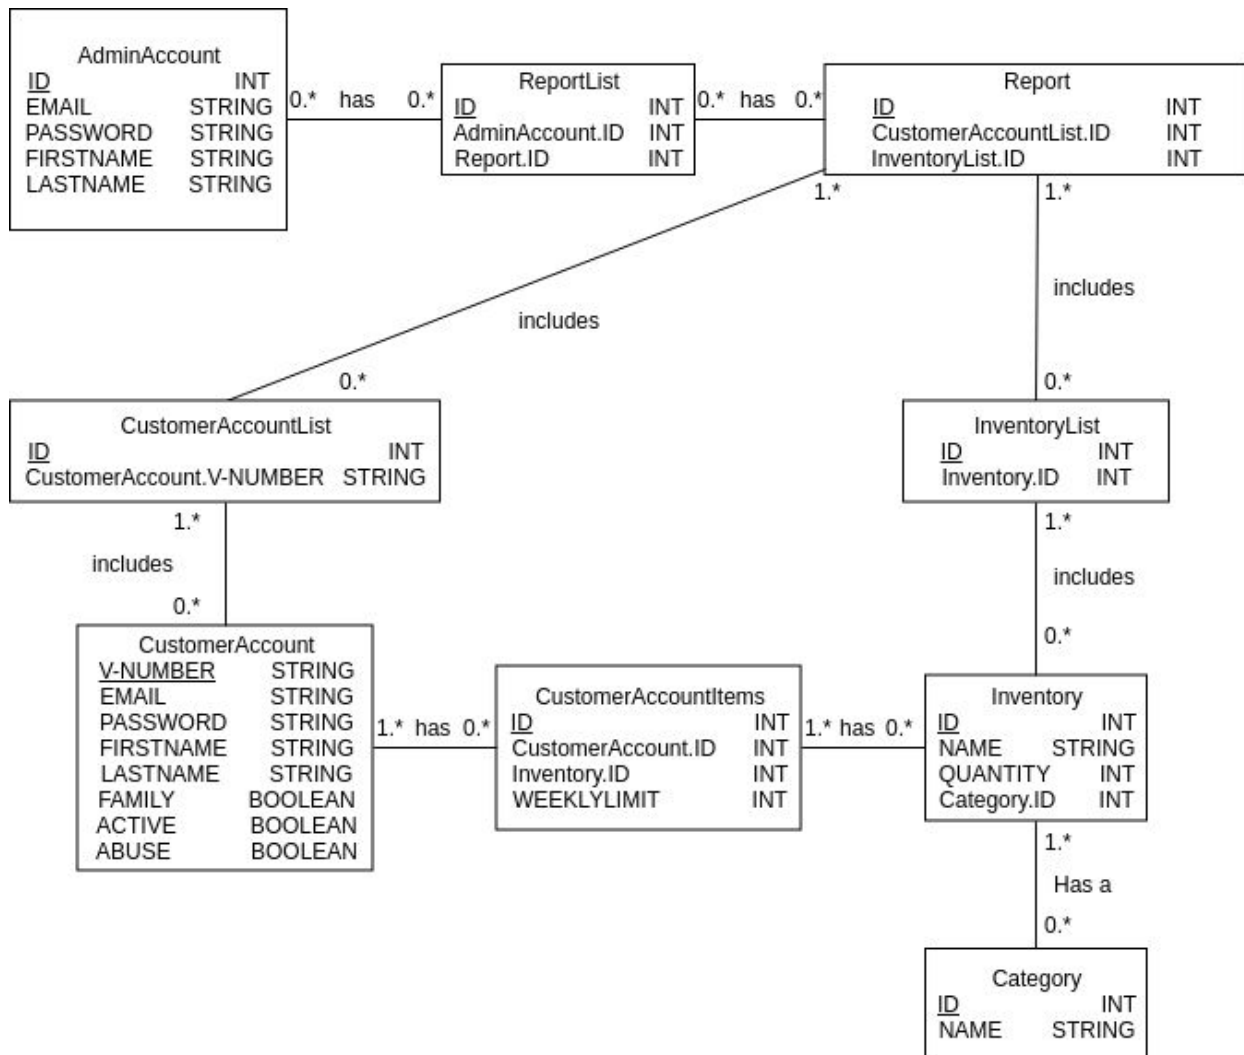 AdminAccount
ID INT
EMAIL STRING
PASSWORD STRING
FIRSTNAME STRING
LASTNAME STRING
0.* has 0.*
ReportList
ID INT
AdminAccount.ID INT
Report.ID INT
0.* has 0.*
Report
ID INT
CustomerAccountList.ID INT
InventoryList.ID INT
1.*
includes
0.*
1.*
includes
0.*
CustomerAccountList
ID INT
CustomerAccount.V-NUMBER STRING
InventoryList
ID INT
Inventory.ID INT
1.*
includes
0.*
1.*
includes
0.*
CustomerAccount
V-NUMBER STRING
EMAIL STRING
PASSWORD STRING
FIRSTNAME STRING
LASTNAME STRING
FAMILY BOOLEAN
ACTIVE BOOLEAN
ABUSE BOOLEAN
1.* has 0.*
CustomerAccountItems
ID INT
CustomerAccount.ID INT
Inventory.ID INT
WEEKLYLIMIT INT
1.* has 0.*
Inventory
ID INT
NAME STRING
QUANTITY INT
Category.ID INT
1.*
Has a
0.*
Category
ID INT
NAME STRING